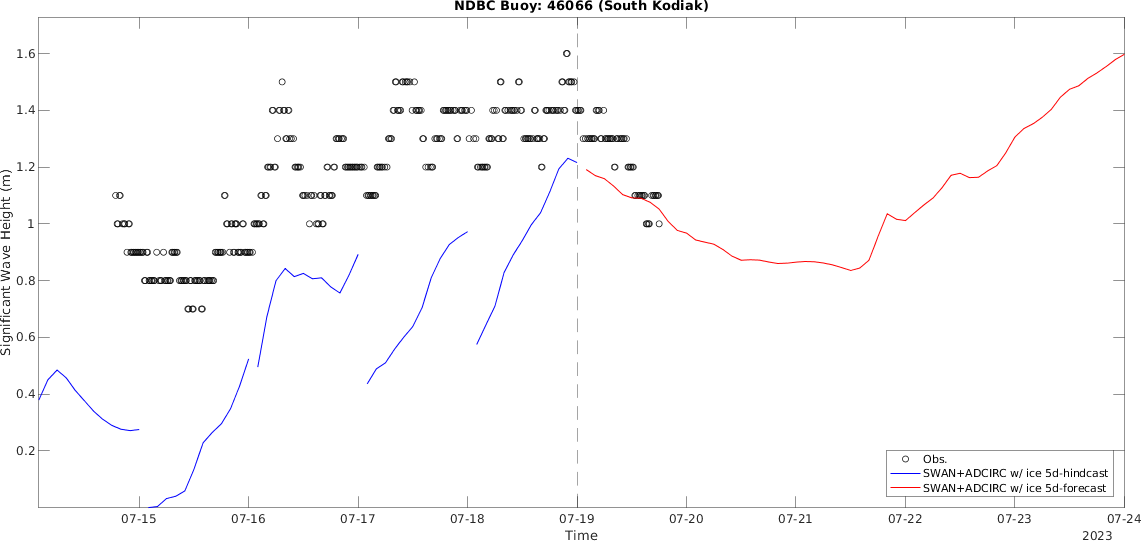 NDBC Buoy: 46066 (South Kodiak)
Significant Wave Height (m)
1.6
1.4
1.2
1
0.8
0.6
0.4
0.2
Obs.
SWAN+ADCIRC w/ ice 5d-hindcast
SWAN+ADCIRC w/ ice 5d-forecast
07-15 07-16 07-17 07-18 07-19 07-20 07-21 07-22 07-23 07-24
Time 2023